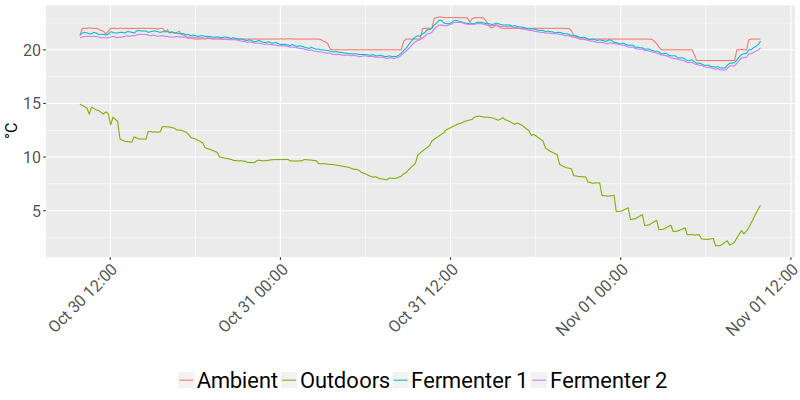 20
15
10
5
°C
Oct 30 12:00
Oct 31 00:00
Oct 31 12:00
Nov 01 00:00
Nov 01 12:00
Ambient Outdoors Fermenter 1 Fermenter 2